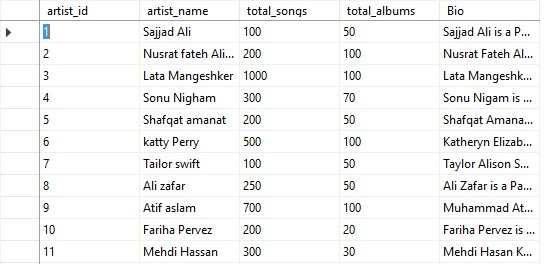 artist_id artist_name total_songs total_albums Bio
1 Sajjad Ali 100 50 Sajjad Ali is a P...
2 Nusrat fateh Ali... 200 100 Nusrat Fateh Al...
3 Lata Mangeshker 1000 100 Lata Mangeshk...
4 Sonu Nigham 300 70 Sonu Nigam is ...
5 Shafqat amanat 200 50 Shafqat Amana...
6 katty Perry 500 100 Katheryn Elizab...
7 Tailor swift 100 50 Taylor Alison S...
8 Ali zafar 250 50 Ali Zafar is a Pa...
9 Atif aslam 700 100 Muhammad At...
10 Fariha Pervez 200 20 Fariha Pervez is ...
11 Mehdi Hassan 300 30 Mehdi Hasan K...